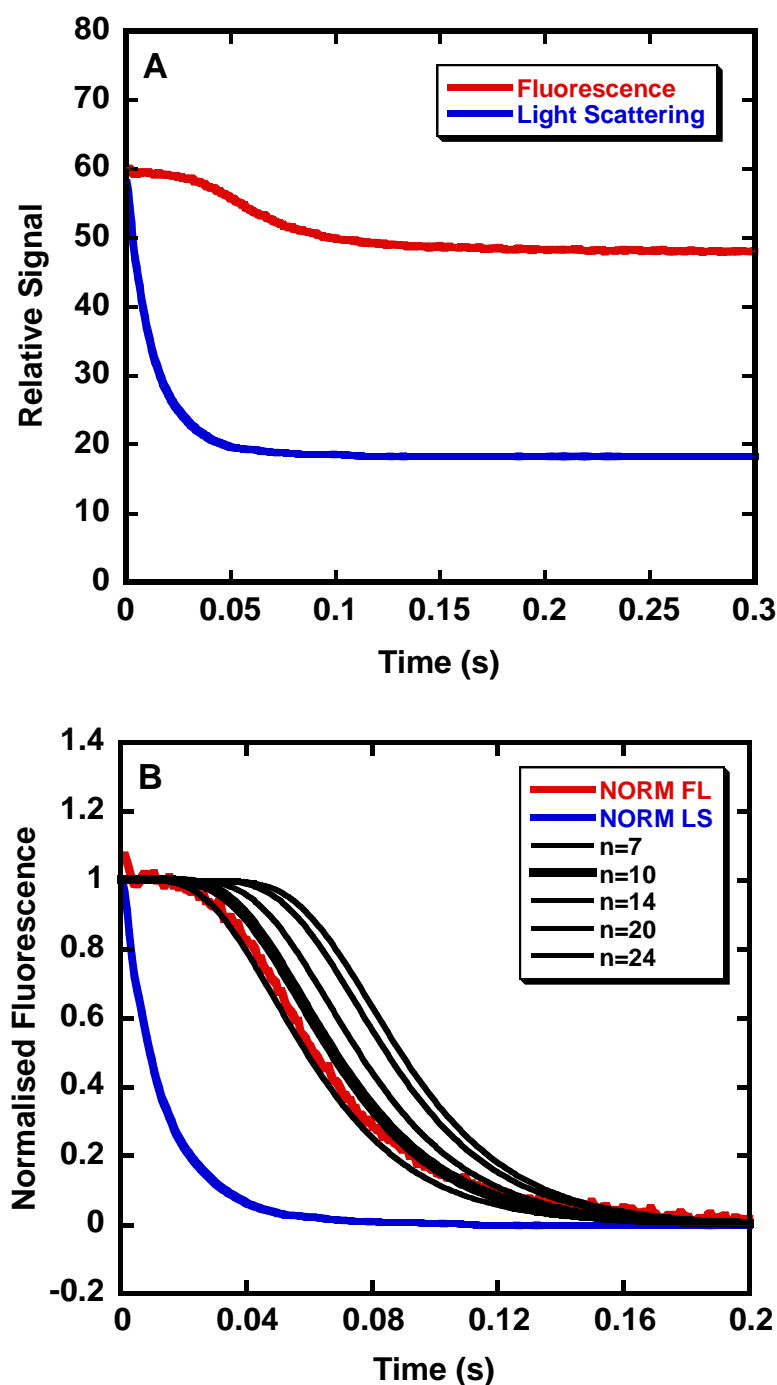 A
Fluorescence
Light Scattering
80
70
60
50
40
30
20
10
0
Relative Signal
0 0.05 0.1 0.15 0.2 0.25 0.3
Time (s)
B
NORM FL
NORM LS
n=7
n=10
n=14
n=20
n=24
1.4
1.2
1
0.8
0.6
0.4
0.2
0
-0.2
Normalised Fluorescence
0 0.04 0.08 0.12 0.16 0.2
Time (s)